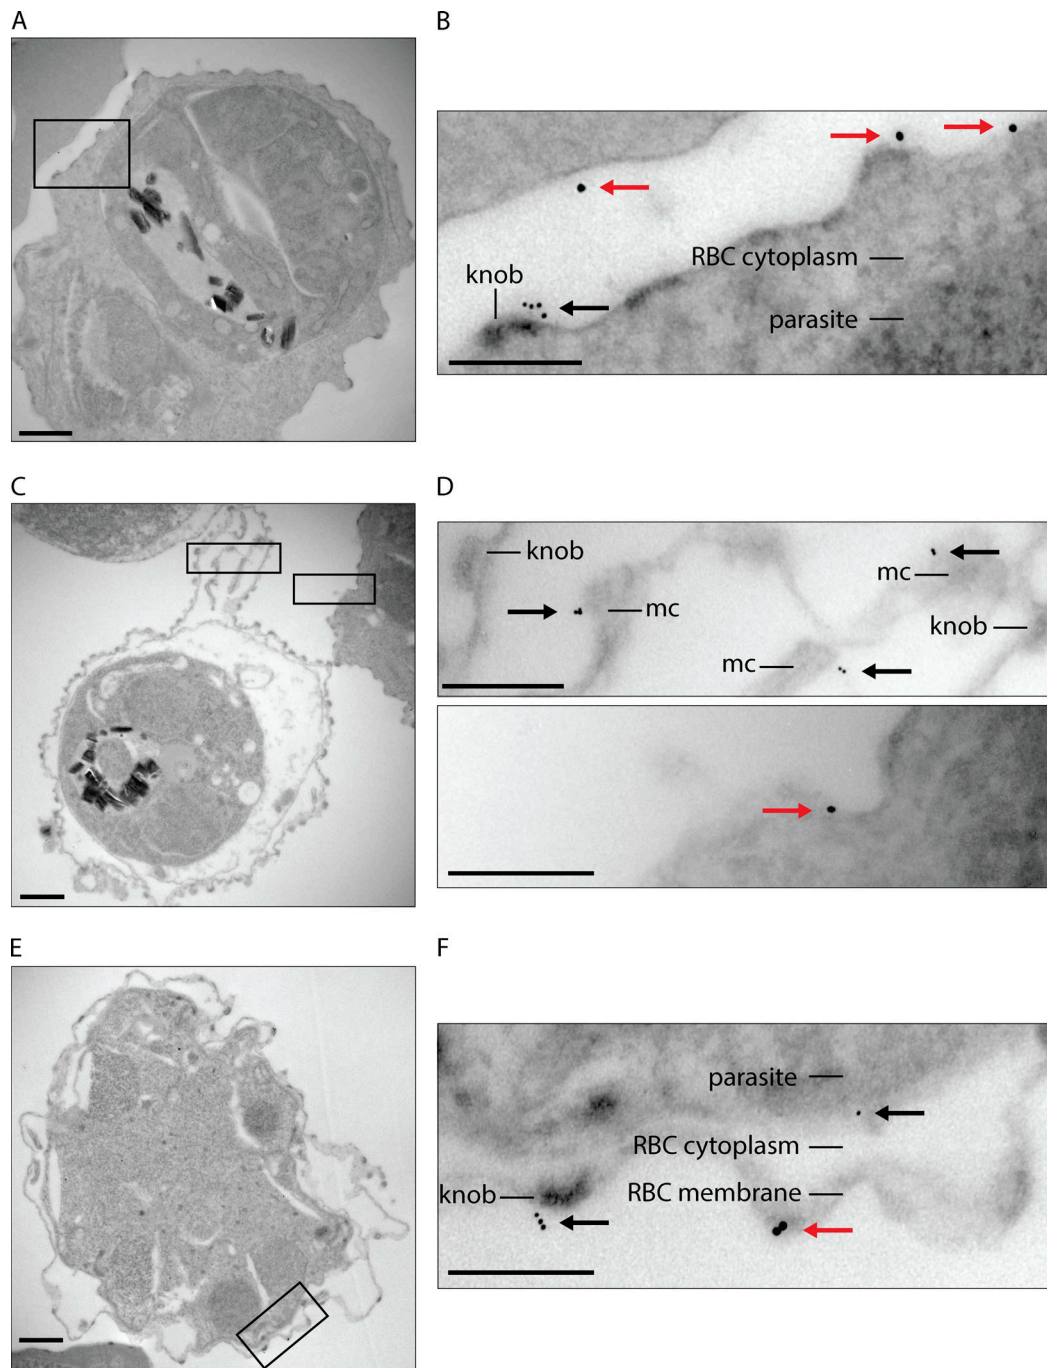 A
B
knob
RBC cytoplasm
parasite
C
D
knob
mc
mc
mc
knob
E
F
parasite
RBC cytoplasm
knob
RBC membrane